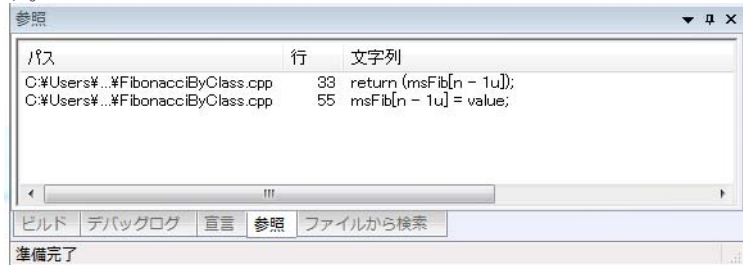 参照
パス 行 文字列
C:¥Users¥...¥FibonacciByClass.cpp 33 return (msFib[n - 1u]);
C:¥Users¥...¥FibonacciByClass.cpp 55 msFib[n - 1u] = value;
ビルド デバッグログ 宣言 参照 ファイルから検索
準備完了